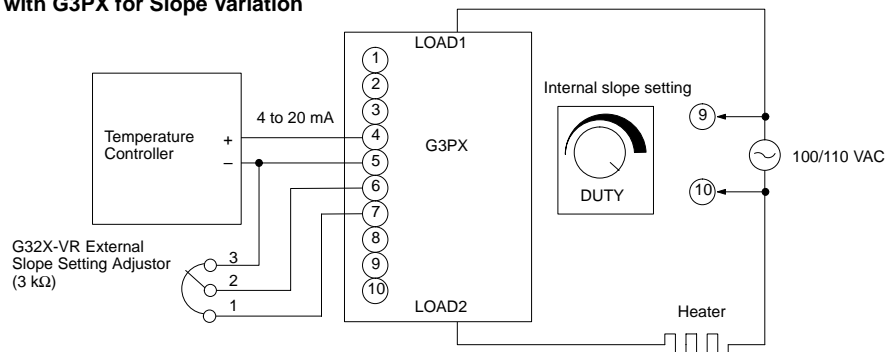 with G3PX for Slope Variation
LOAD1
1
2
3
4
5
6
7
8
9
10
G3PX
LOAD2
4 to 20 mA
Temperature
Controller
+
–
G32X-VR External
Slope Setting Adjustor
(3 kΩ)
3
2
1
Internal slope setting
DUTY
9
10
100/110 VAC
Heater